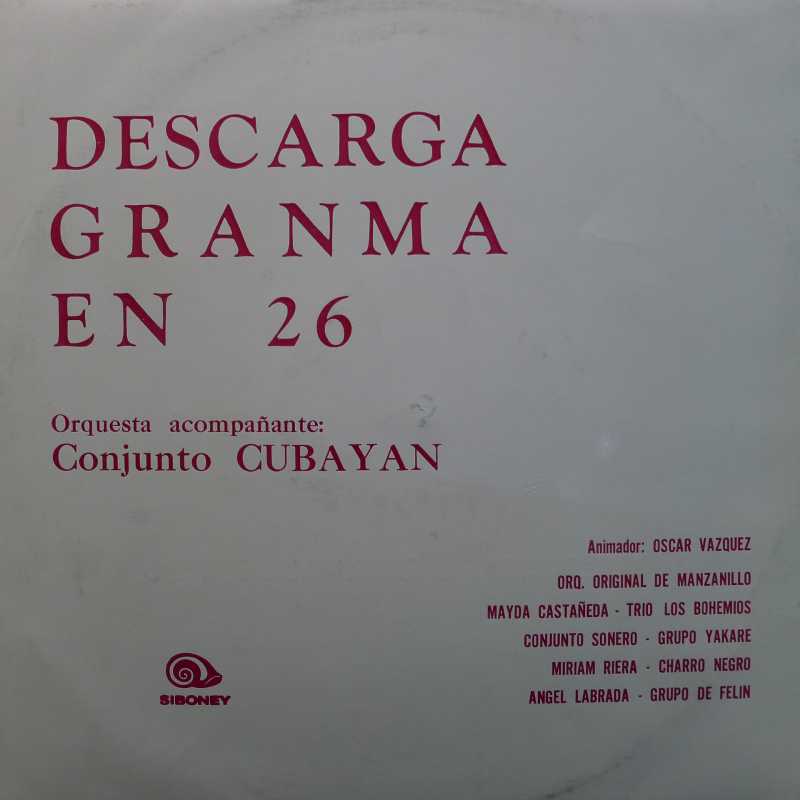 DESCARGA
GRANMA
EN 26
Orquesta acompañante:
Conjunto CUBAYAN
Animador: OSCAR VAZQUEZ
ORQ. ORIGINAL DE MANZANILLO
MAYDA CASTAÑEDA - TRIO LOS BOHEMIOS
CONJUNTO SONERO - GRUPO YAKARE
MIRIAM RIERA - CHARRO NEGRO
ANGEL LABRADA - GRUPO DE FELIN
SIBONEY